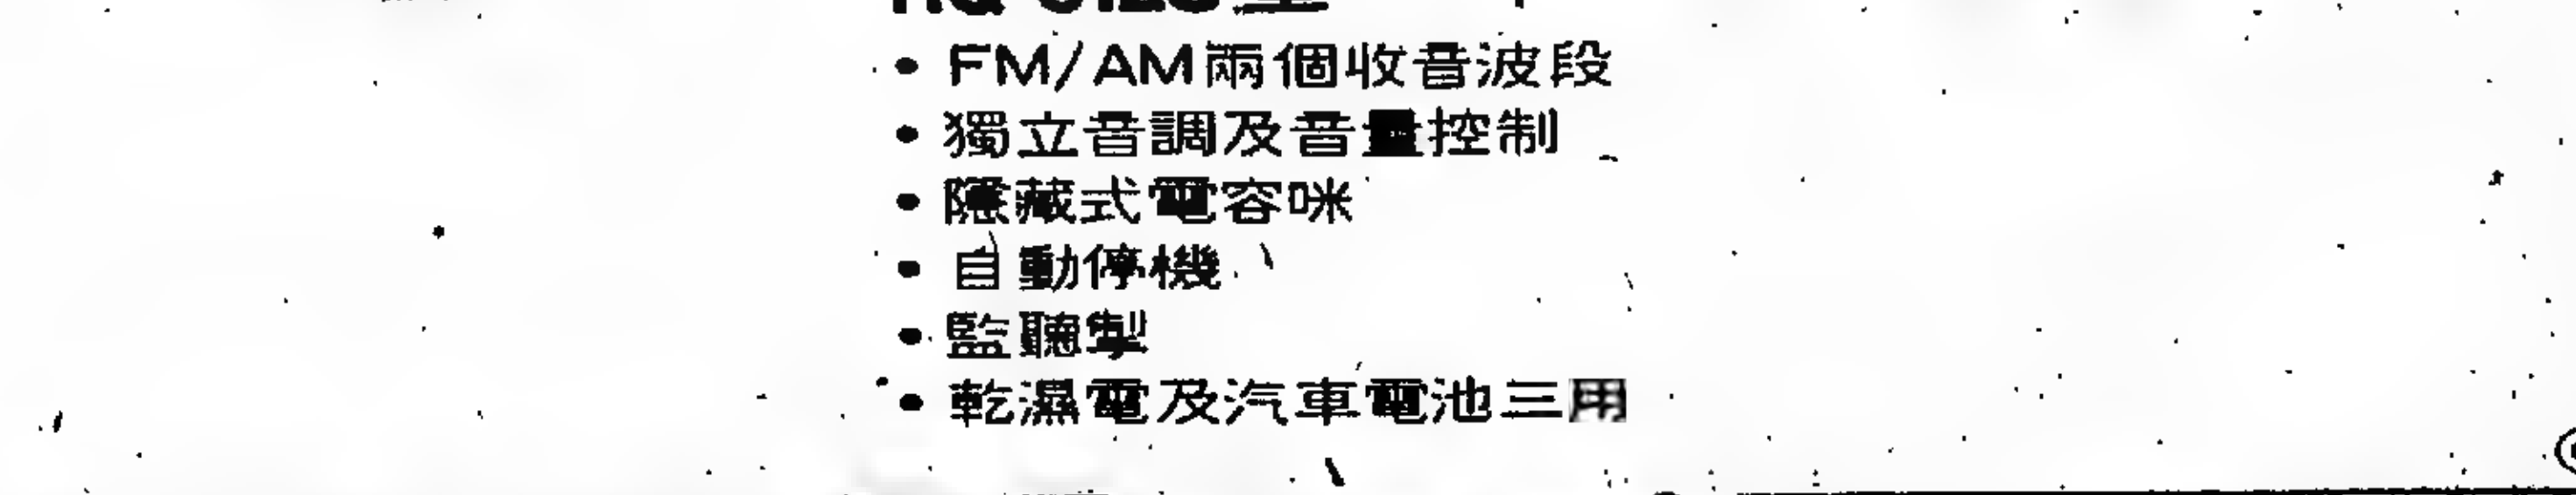 • FM/AM兩個收音波段
• 獨立音調及音量控制
• 隱藏式電容咪
• 自動停機
• 監聽掣
• 乾濕電及汽車電池三用